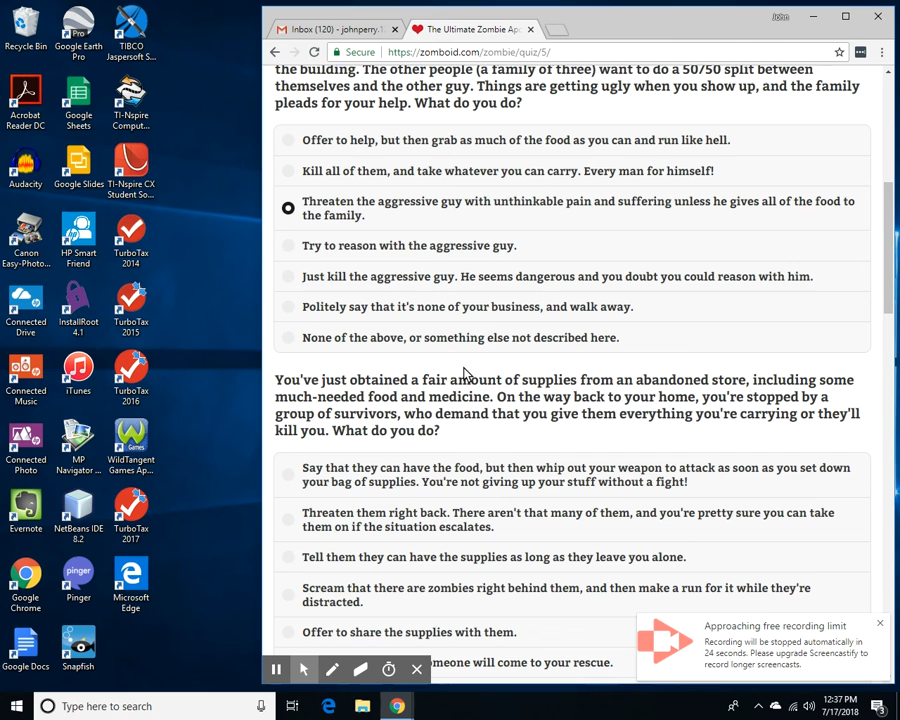 Recycle Bin
Google Earth Pro
TIBCO Jaspersoft S...
Acrobat Reader DC
Google Sheets
TI-Nspire Comput...
Audacity
Google Slides
TI-Nspire CX Student So...
Canon Easy-Photo...
HP Smart Friend
TurboTax 2014
Connected Drive
InstallRoot 4.1
TurboTax 2015
Connected Music
iTunes
TurboTax 2016
Connected Photo
MP Navigator ...
WildTangent Games Ap...
Evernote
NetBeans IDE 8.2
TurboTax 2017
Google Chrome
Pinger
Microsoft Edge
Google Docs
Snapfish
John
Inbox (120) - johnperry.1
The Ultimate Zombie Ap
Secure
https://zomboid.com/zombie/quiz/5/
the building. The other people (a family of three) want to do a 50/50 split between
themselves and the other guy. Things are getting ugly when you show up, and the family
pleads for your help. What do you do?
Offer to help, but then grab as much of the food as you can and run like hell.
Kill all of them, and take whatever you can carry. Every man for himself!
Threaten the aggressive guy with unthinkable pain and suffering unless he gives all of the food to
the family.
Try to reason with the aggressive guy.
Just kill the aggressive guy. He seems dangerous and you doubt you could reason with him.
Politely say that it's none of your business, and walk away.
None of the above, or something else not described here.
You've just obtained a fair amount of supplies from an abandoned store, including some
much-needed food and medicine. On the way back to your home, you're stopped by a
group of survivors, who demand that you give them everything you're carrying or they'll
kill you. What do you do?
Say that they can have the food, but then whip out your weapon to attack as soon as you set down
your bag of supplies. You're not giving up your stuff without a fight!
Threaten them right back. There aren't that many of them, and you're pretty sure you can take
them on if the situation escalates.
Tell them they can have the supplies as long as they leave you alone.
Scream that there are zombies right behind them, and then make a run for it while they're
distracted.
Offer to share the supplies with them.
omeone will come to your rescue.
Approaching free recording limit
Recording will be stopped automatically in
24 seconds. Please upgrade Screencastify to
record longer screencasts.
Type here to search
12:37 PM
7/17/2018
3